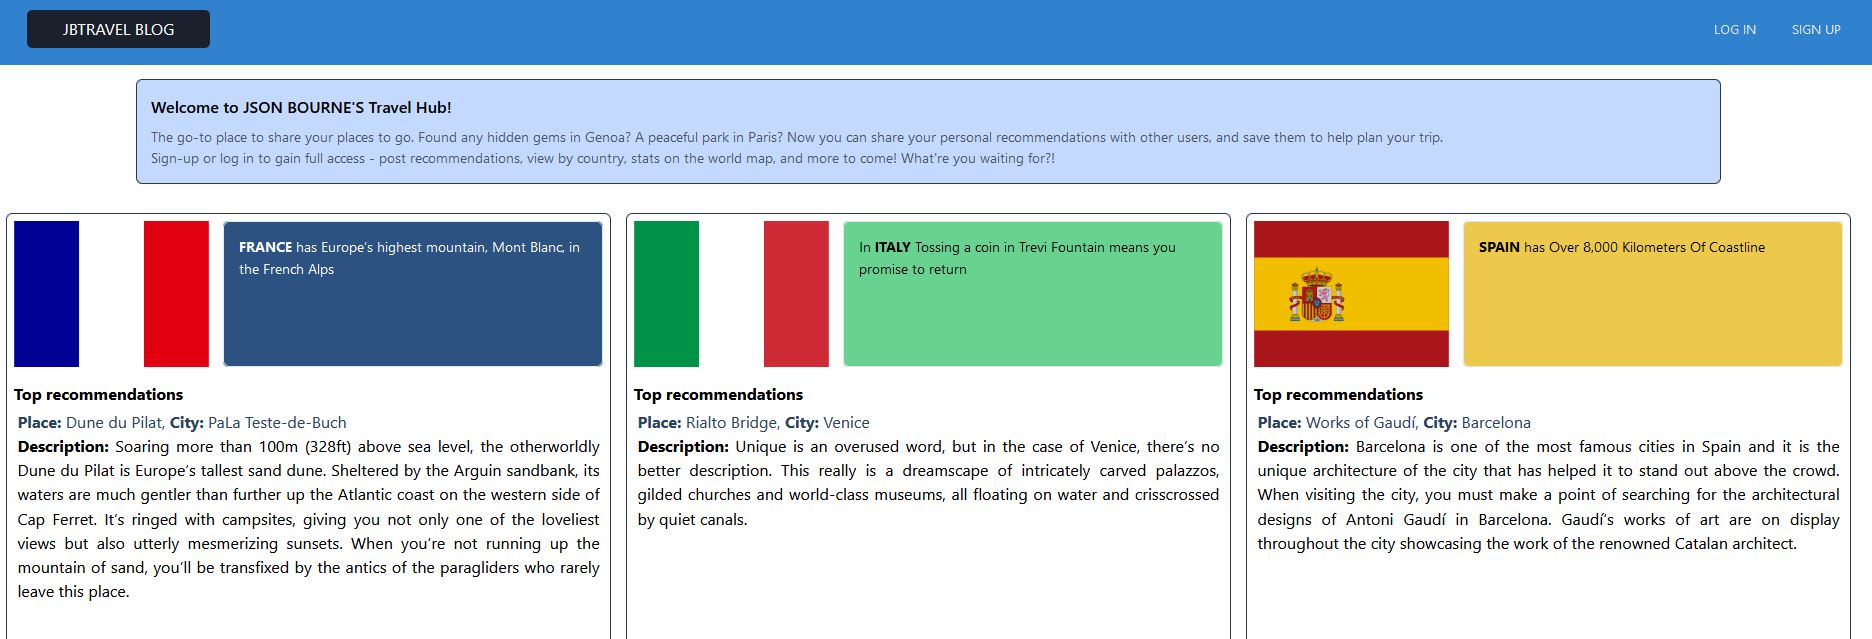 JBTRAVEL BLOG
LOG IN
SIGN UP
Welcome to JSON BOURNE'S Travel Hub!
The go-to place to share your places to go. Found any hidden gems in Genoa? A peaceful park in Paris? Now you can share your personal recommendations with other users, and save them to help plan your trip.
Sign-up or log in to gain full access - post recommendations, view by country, stats on the world map, and more to come! What're you waiting for?!
FRANCE has Europe’s highest mountain, Mont Blanc, in
the French Alps
Top recommendations
Place: Dune du Pilat, City: PaLa Teste-de-Buch
Description: Soaring more than 100m (328ft) above sea level, the otherworldly
Dune du Pilat is Europe’s tallest sand dune. Sheltered by the Arguin sandbank, its
waters are much gentler than further up the Atlantic coast on the western side of
Cap Ferret. It’s ringed with campsites, giving you not only one of the loveliest
views but also utterly mesmerizing sunsets. When you’re not running up the
mountain of sand, you’ll be transfixed by the antics of the paragliders who rarely
leave this place.
In ITALY Tossing a coin in Trevi Fountain means you
promise to return
Top recommendations
Place: Rialto Bridge, City: Venice
Description: Unique is an overused word, but in the case of Venice, there’s no
better description. This really is a dreamscape of intricately carved palazzos,
gilded churches and world-class museums, all floating on water and crisscrossed
by quiet canals.
SPAIN has Over 8,000 Kilometers Of Coastline
Top recommendations
Place: Works of Gaudí, City: Barcelona
Description: Barcelona is one of the most famous cities in Spain and it is the
unique architecture of the city that has helped it to stand out above the crowd.
When visiting the city, you must make a point of searching for the architectural
designs of Antoni Gaudí in Barcelona. Gaudí’s works of art are on display
throughout the city showcasing the work of the renowned Catalan architect.